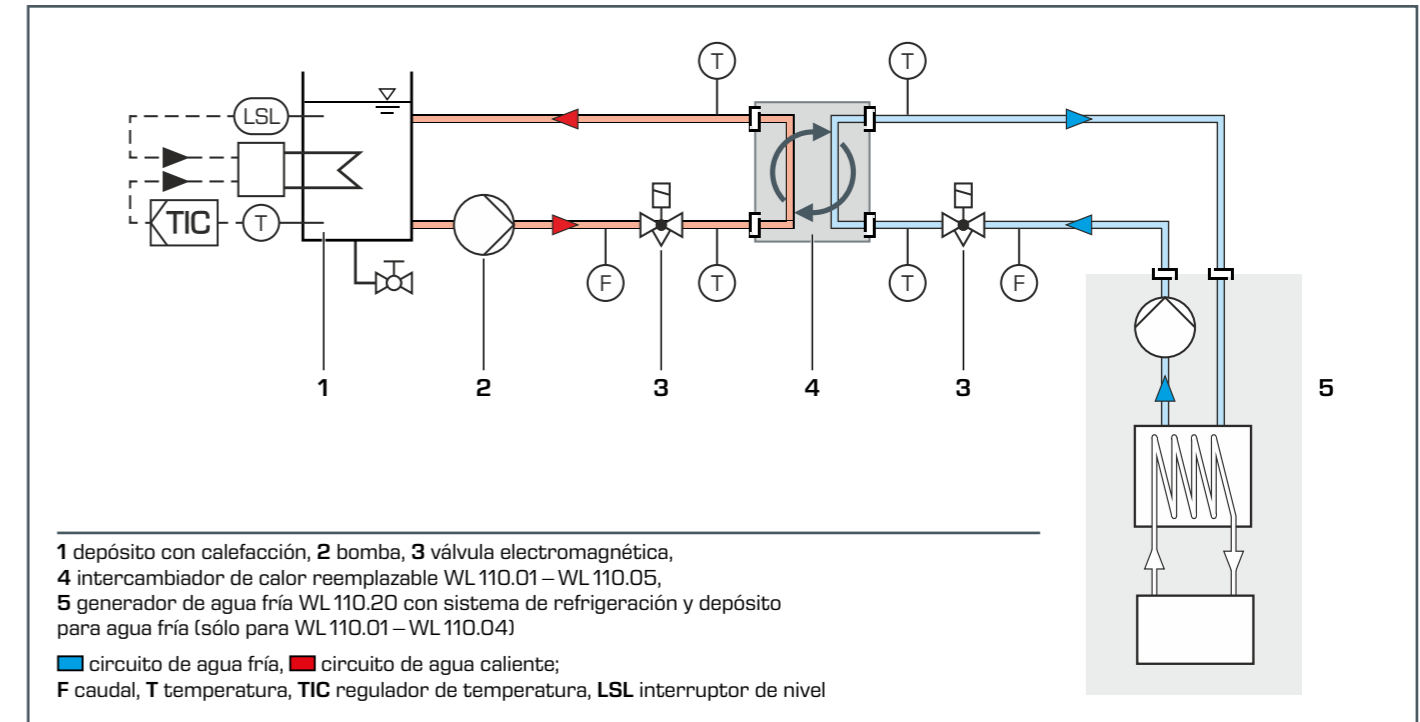 T
T
LSL
TIC
T
F
T
T
F
1
2
3
4
3
5
1 depósito con calefacción, 2 bomba, 3 válvula electromagnética,
4 intercambiador de calor reemplazable WL 110.01 – WL 110.05,
5 generador de agua fría WL 110.20 con sistema de refrigeración y depósito
para agua fría (sólo para WL 110.01 – WL 110.04)
circuito de agua fría, circuito de agua caliente;
F caudal, T temperatura, TIC regulador de temperatura, LSL interruptor de nivel